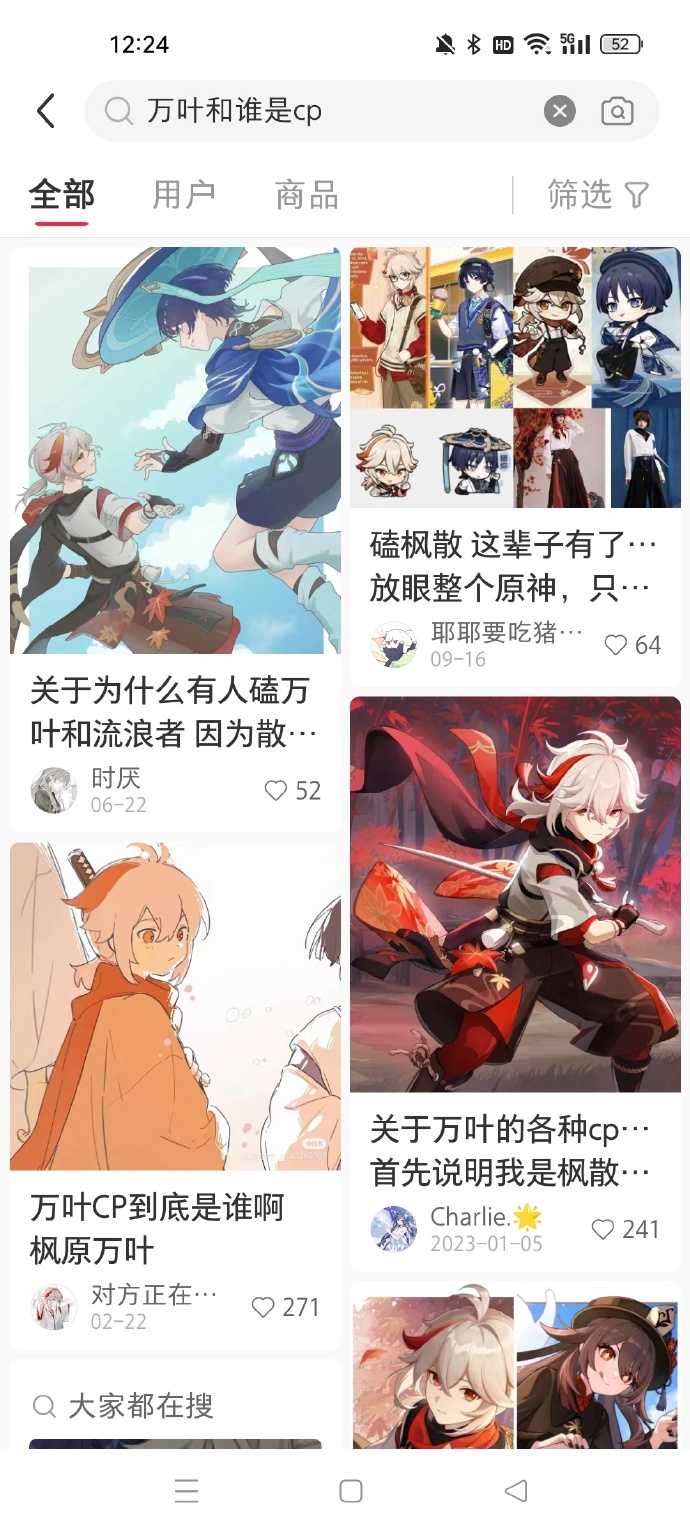 12:24
HD
5G
52
万叶和谁是cp
全部
用户
商品
筛选
关于为什么有人磕万
叶和流浪者 因为散…
时厌
06-22
52
磕枫散 这辈子有了…
放眼整个原神，只…
耶耶要吃猪…
09-16
64
万叶CP到底是谁啊
枫原万叶
对方正在…
02-22
271
关于万叶的各种cp…
首先说明我是枫散…
Charlie.🌟
2023-01-05
241
大家都在搜